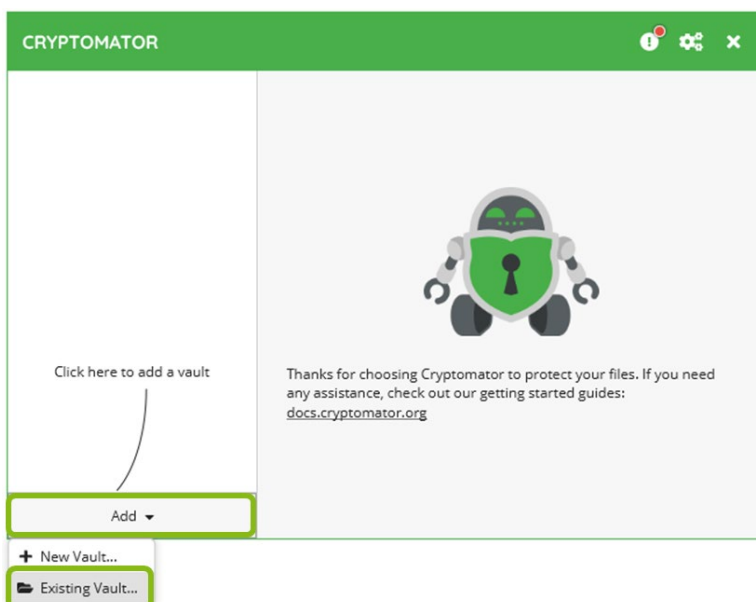 CRYPTOMATOR
Click here to add a vault
Thanks for choosing Cryptomator to protect your files. If you need
any assistance, check out our getting started guides:
docs.cryptomator.org
Add
New Vault...
Existing Vault...